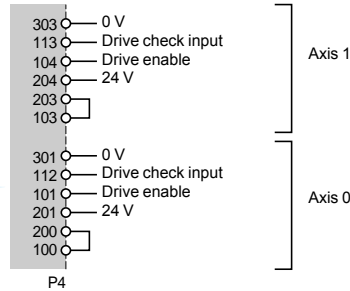 303 0 V
113 Drive check input
104 Drive enable
204 24 V
203
103
Axis 1
301 0 V
112 Drive check input
101 Drive enable
201 24 V
200
100
Axis 0
P4